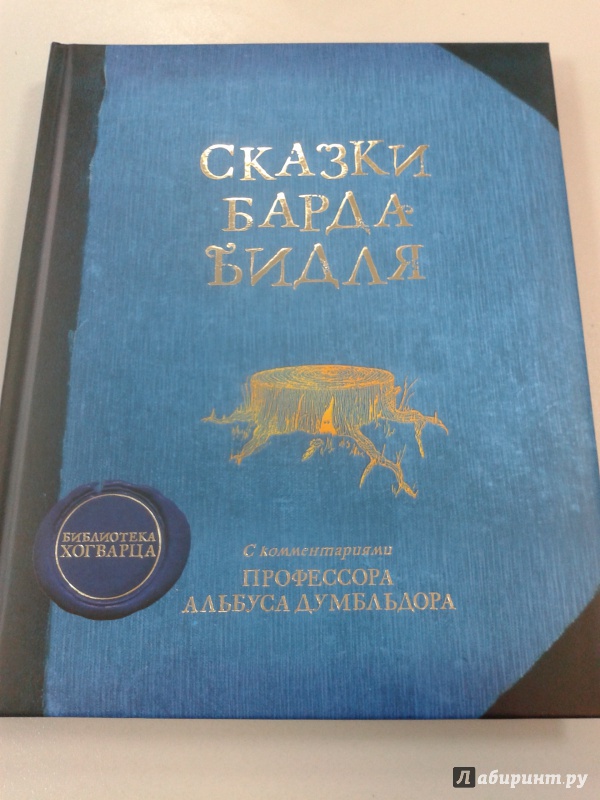 СКАЗКИ
БАРДА
БИДЛЯ
БИБЛИОТЕКА
ХОГВАРЦА
С комментариями
ПРОФЕССОРА
АЛЬБУСА ДУМБЛЬДОРА
Лабиринт.ру